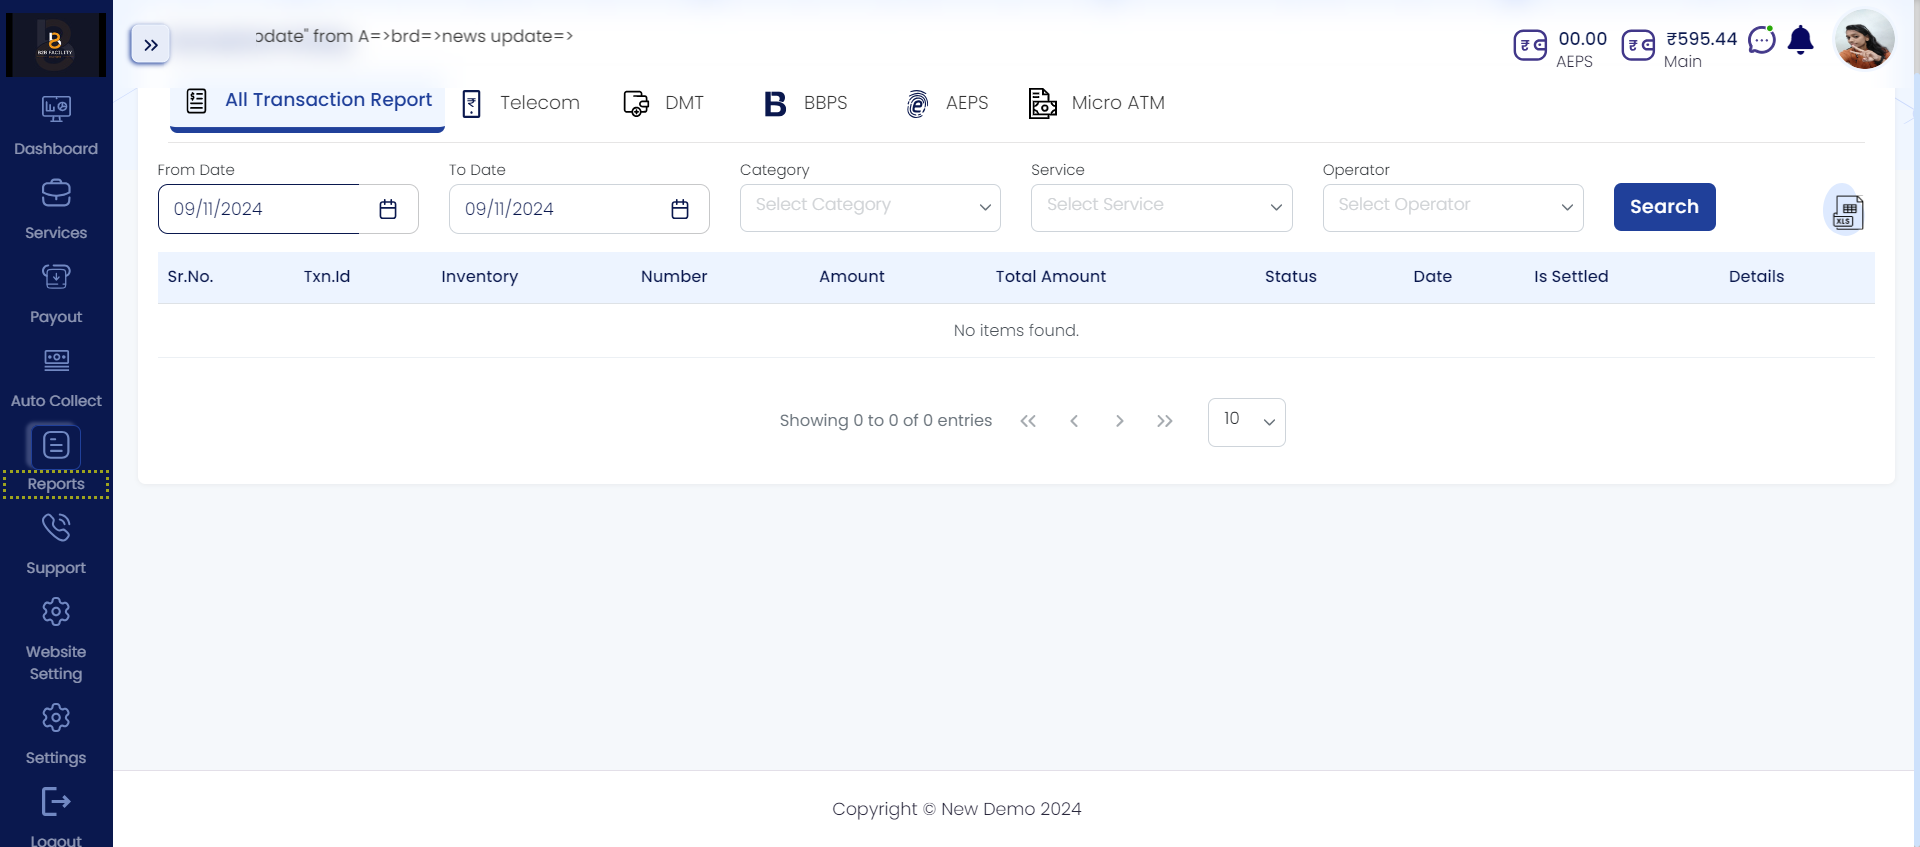 B2B FACILITY
odate" from A=>brd=>news update=>
00.00
AEPS
₹595.44
Main
All Transaction Report
Telecom
DMT
BBPS
AEPS
Micro ATM
Dashboard
Services
Payout
Auto Collect
Reports
Support
Website
Setting
Settings
Logout
From Date
To Date
Category
Service
Operator
09/11/2024
09/11/2024
Select Category
Select Service
Select Operator
Search
XLS
Sr.No. Txn.Id Inventory Number Amount Total Amount Status Date Is Settled Details
No items found.
Showing 0 to 0 of 0 entries
10
Copyright © New Demo 2024